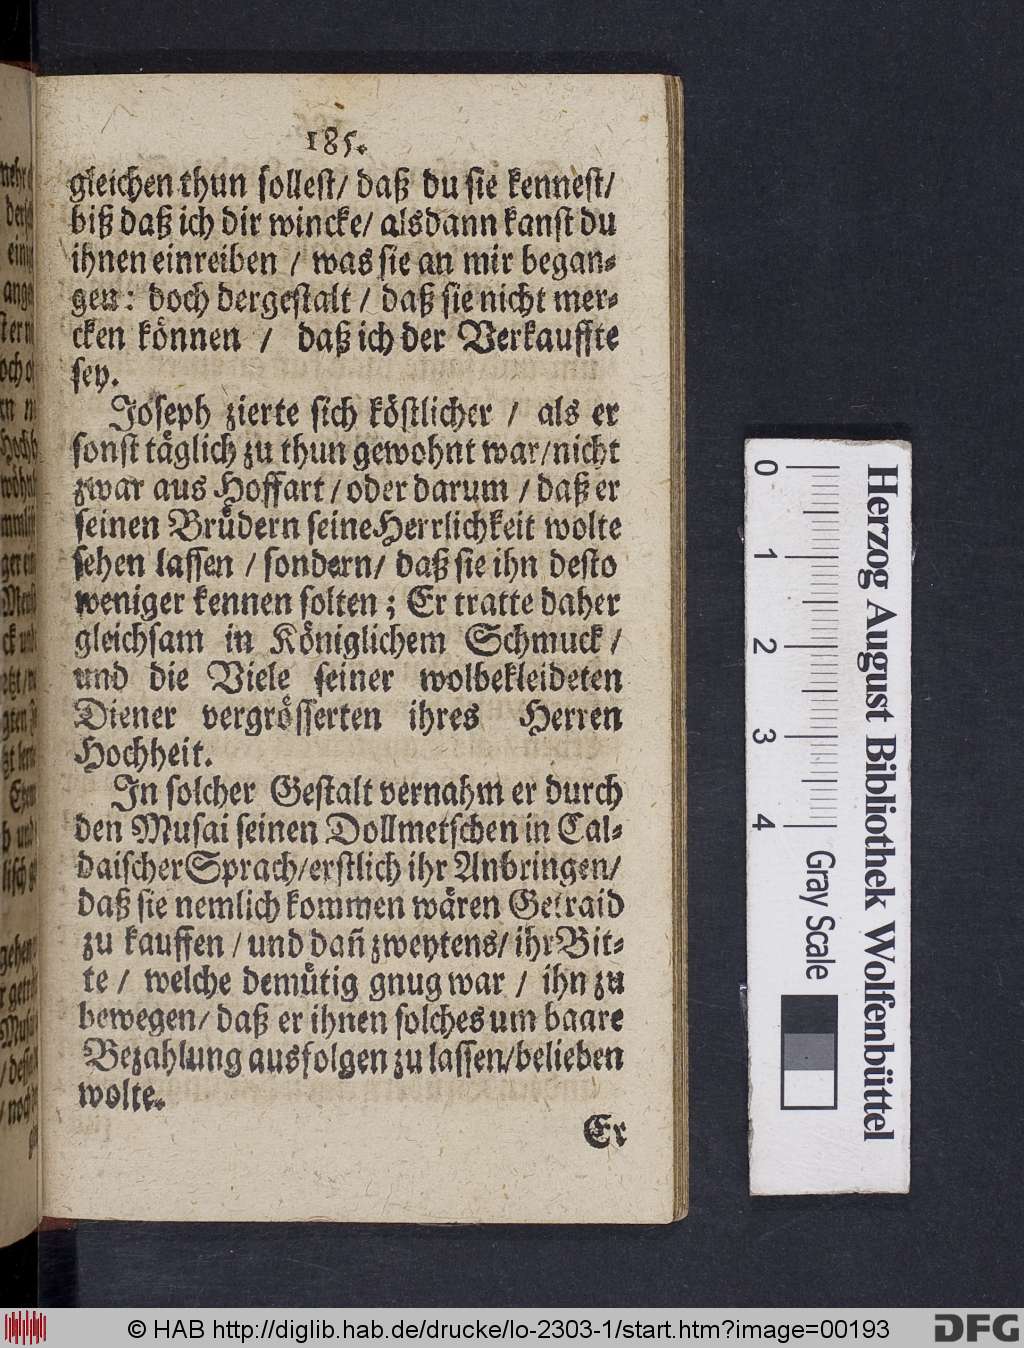 185.
gleichen thun sollest/ daß du sie kennest/
biß daß ich dir wincke/ alsdann kanst du
ihnen einreiben / was sie an mir began-
gen: doch dergestalt / daß sie nicht mer-
cken können / daß ich der Verkauffte
sey.
Joseph zierte sich köstlicher / als er
sonst täglich zu thun gewohnt war/nicht
zwar aus Hoffart / oder darum / daß er
seinen Brüdern seine Herrlichkeit wolte
sehen lassen / sondern/ daß sie ihn desto
weniger kennen solten ; Er tratte daher
gleichsam in Königlichem Schmuck /
und die Viele seiner wolbekleideten
Diener vergrösserten ihres Herren
Hochheit.
In solcher Gestalt vernahm er durch
den Musai seinen Dollmetschen in Cal-
daischer Sprach/erstlich ihr Anbringen/
daß sie nemlich kommen wären Getraid
zu kauffen / und dañ zweytens/ ihr Bit-
te / welche demütig gnug war / ihn zu
bewegen/ daß er ihnen solches um baare
Bezahlung ausfolgen zu lassen/belieben
wolte.
Er
Herzog August Bibliothek Wolfenbüttel
0 1 2 3 4
Gray Scale
© HAB http://diglib.hab.de/drucke/lo-2303-1/start.htm?image=00193
DFG